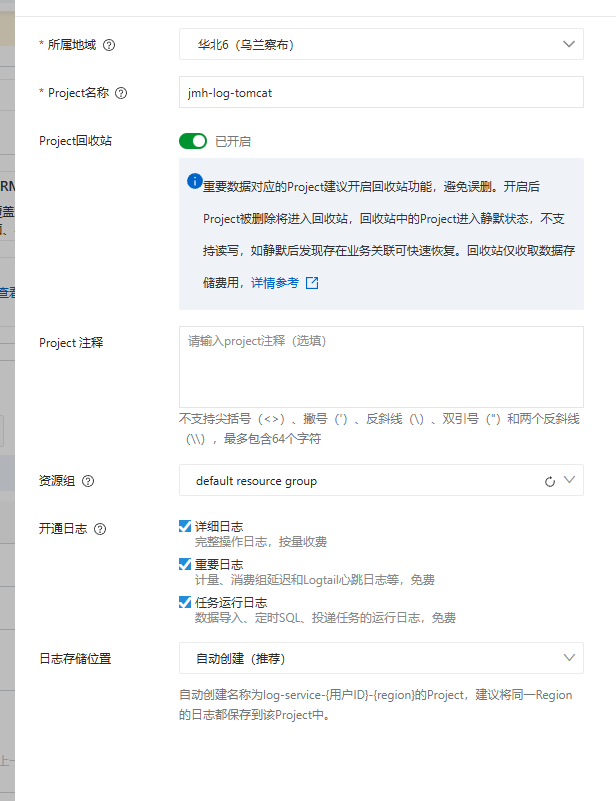 * 所属地域
华北6（乌兰察布）
* Project名称
jmh-log-tomcat
Project回收站
已开启
重要数据对应的Project建议开启回收站功能，避免误删。开启后
Project被删除将进入回收站，回收站中的Project进入静默状态，不支
持读写，如静默后发现存在业务关联可快速恢复。回收站仅收取数据存
储费用，详情参考
Project 注释
请输入project注释（选填）
不支持尖括号（<>）、撇号（'）、反斜线（\）、双引号（"）和两个反斜线
（\\），最多包含64个字符
资源组
default resource group
开通日志
详细日志
完整操作日志，按量收费
重要日志
计量、消费组延迟和Logtail心跳日志等，免费
任务运行日志
数据导入、定时SQL、投递任务的运行日志，免费
日志存储位置
自动创建（推荐）
自动创建名称为log-service-{用户ID}-{region}的Project，建议将同一Region
的日志都保存到该Project中。
RM
覆盖
查看
上一